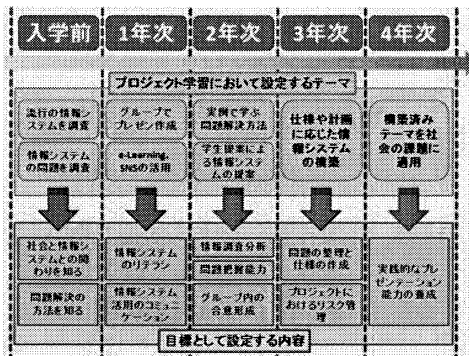 入学前
1年次
2年次
3年次
4年次
プロジェクト学習において設定するテーマ
流行の情報シ
ステムを調査
情報システム
の問題を調査
グループで
プレゼン作成
e-Learning、
SNSの活用
実例で学ぶ
問題解決方法
学生提案によ
る情報システ
ムの提案
仕様や計画
に応じた情
報システム
の構築
構築済み
テーマを社
会の課題に
適用
社会と情報シ
ステムとの関
わりを知る
問題解決の
方法を知る
情報システム
のリテラシ
情報システム
活用のコミュニ
ケーション
情報調査分析
問題把握能力
グループ内の
合意形成
問題の整理と
仕様の作成
プロジェクトに
おけるリスク管
理
実践的なプレ
ゼンテーション
能力の養成
目標として設定する内容